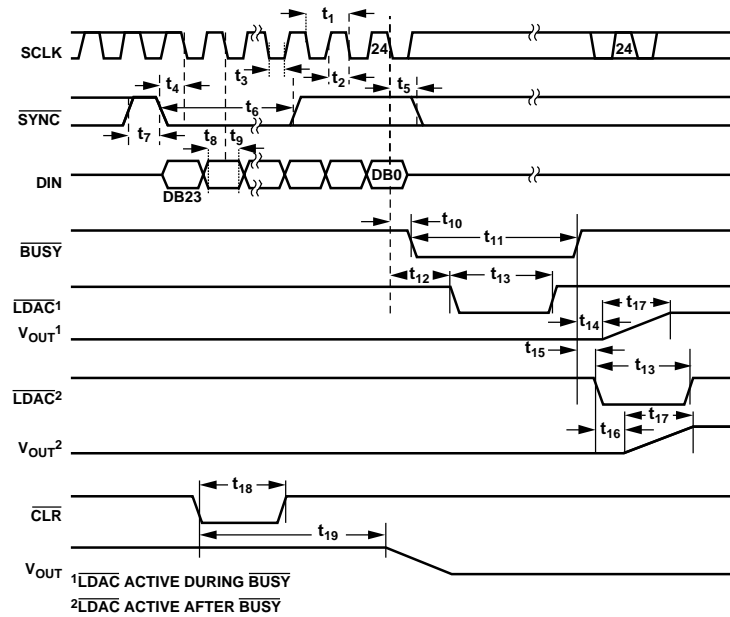 t1
SCLK
24
24
t4
t3
t2
t5
t6
SYNC
t7
t8
t9
DIN
DB0
DB23
t10
t11
BUSY
t12
t13
LDAC1
t17
t14
VOUT1
t15
t13
LDAC2
t17
t16
VOUT2
t18
CLR
t19
VOUT
1LDAC ACTIVE DURING BUSY
2LDAC ACTIVE AFTER BUSY